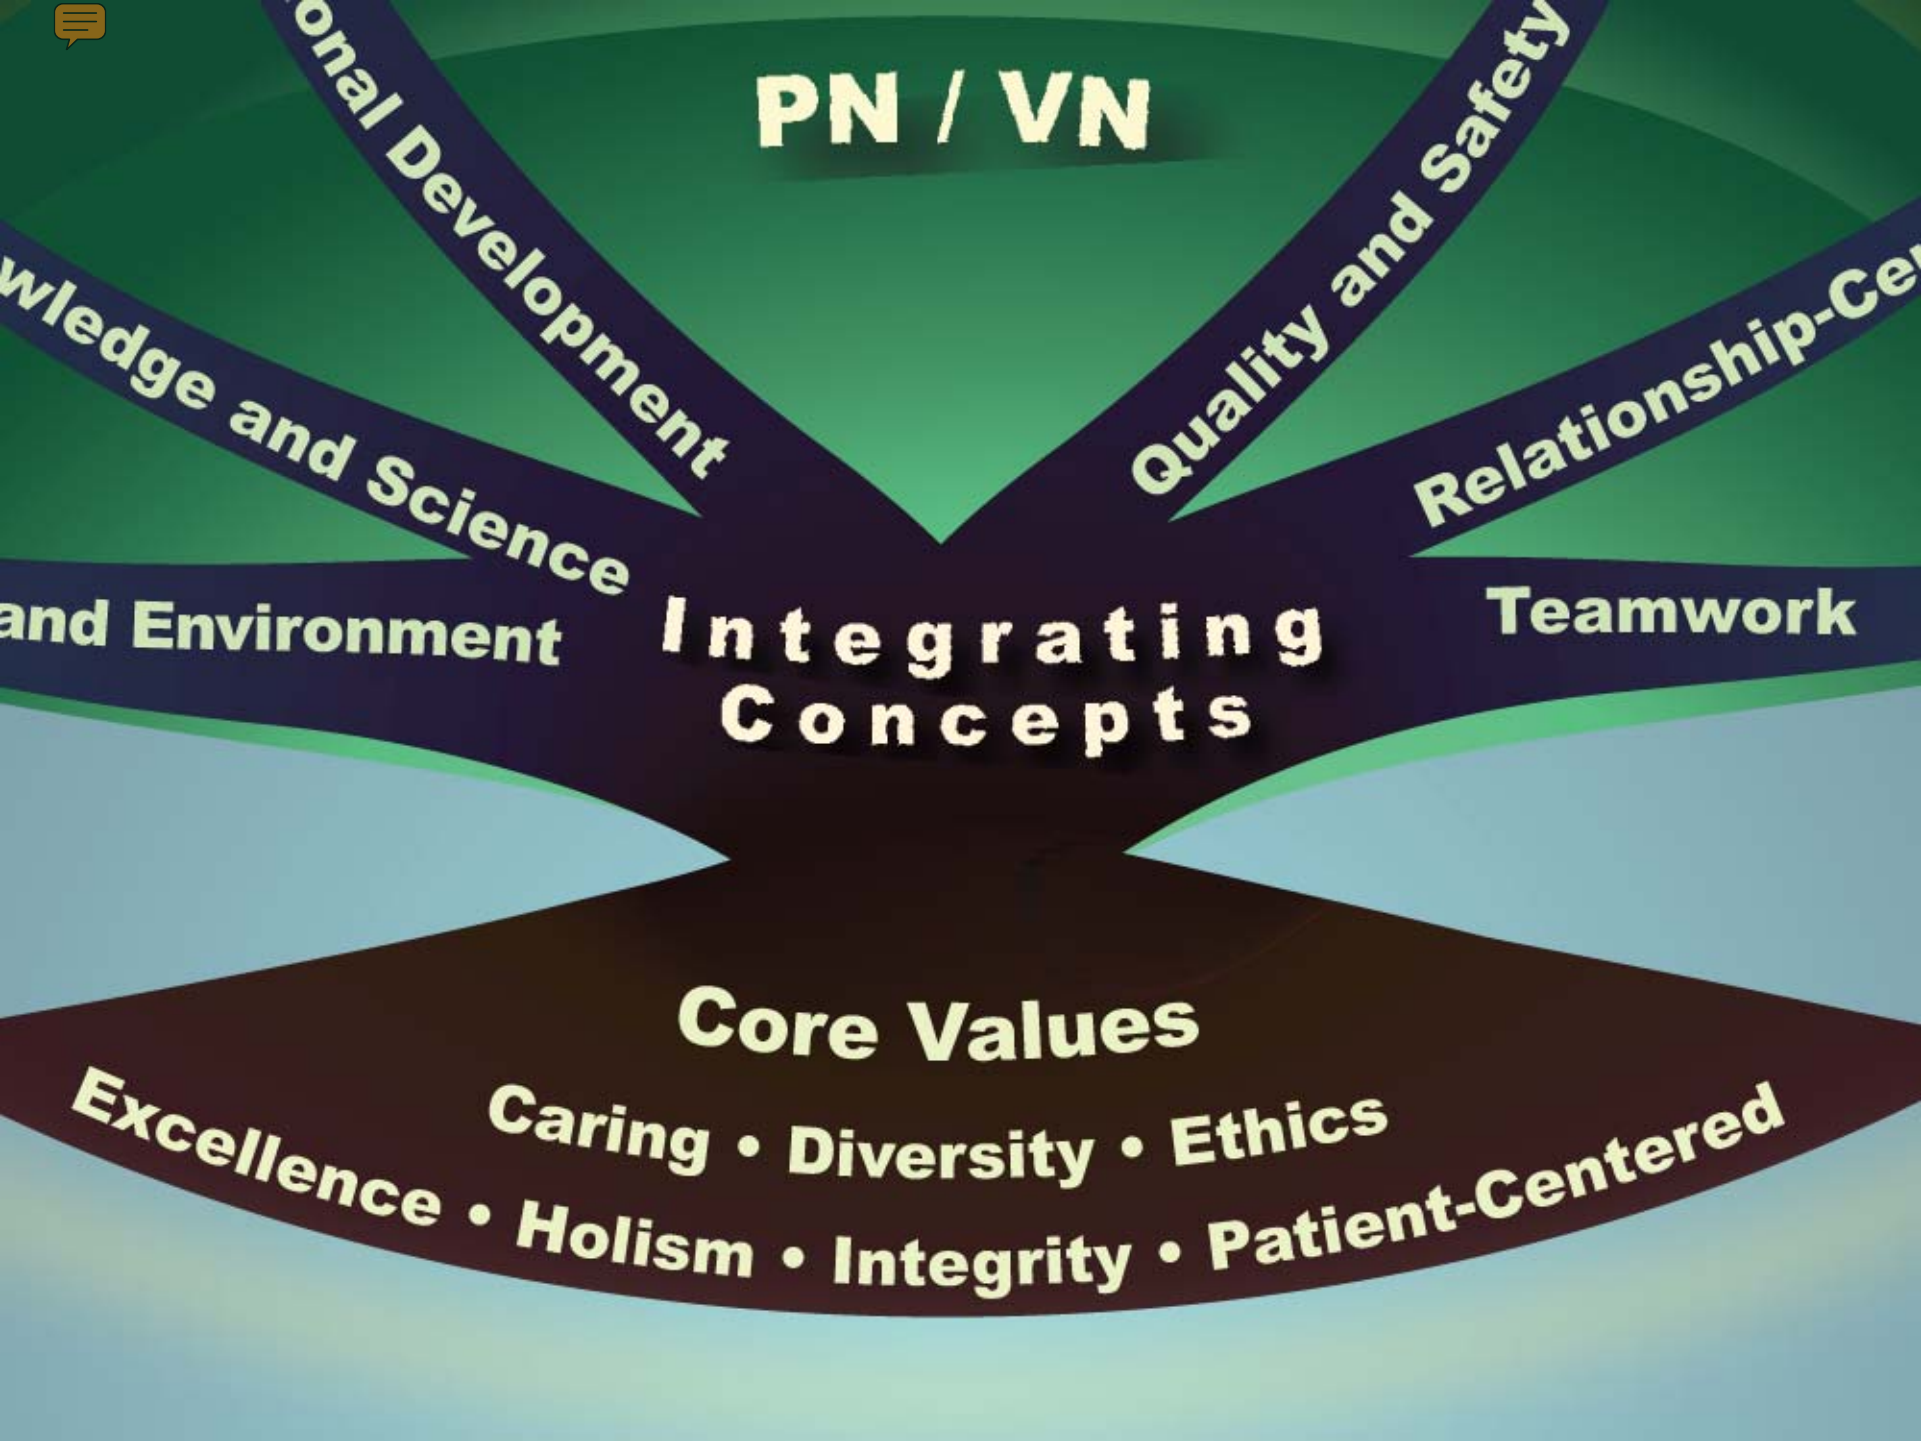 PN / VN
onal Development
Quality and Safety
wledge and Science
Relationship-Ce
and Environment
Teamwork
Integrating
Concepts
Core Values
Caring • Diversity • Ethics
Excellence • Holism • Integrity • Patient-Centered